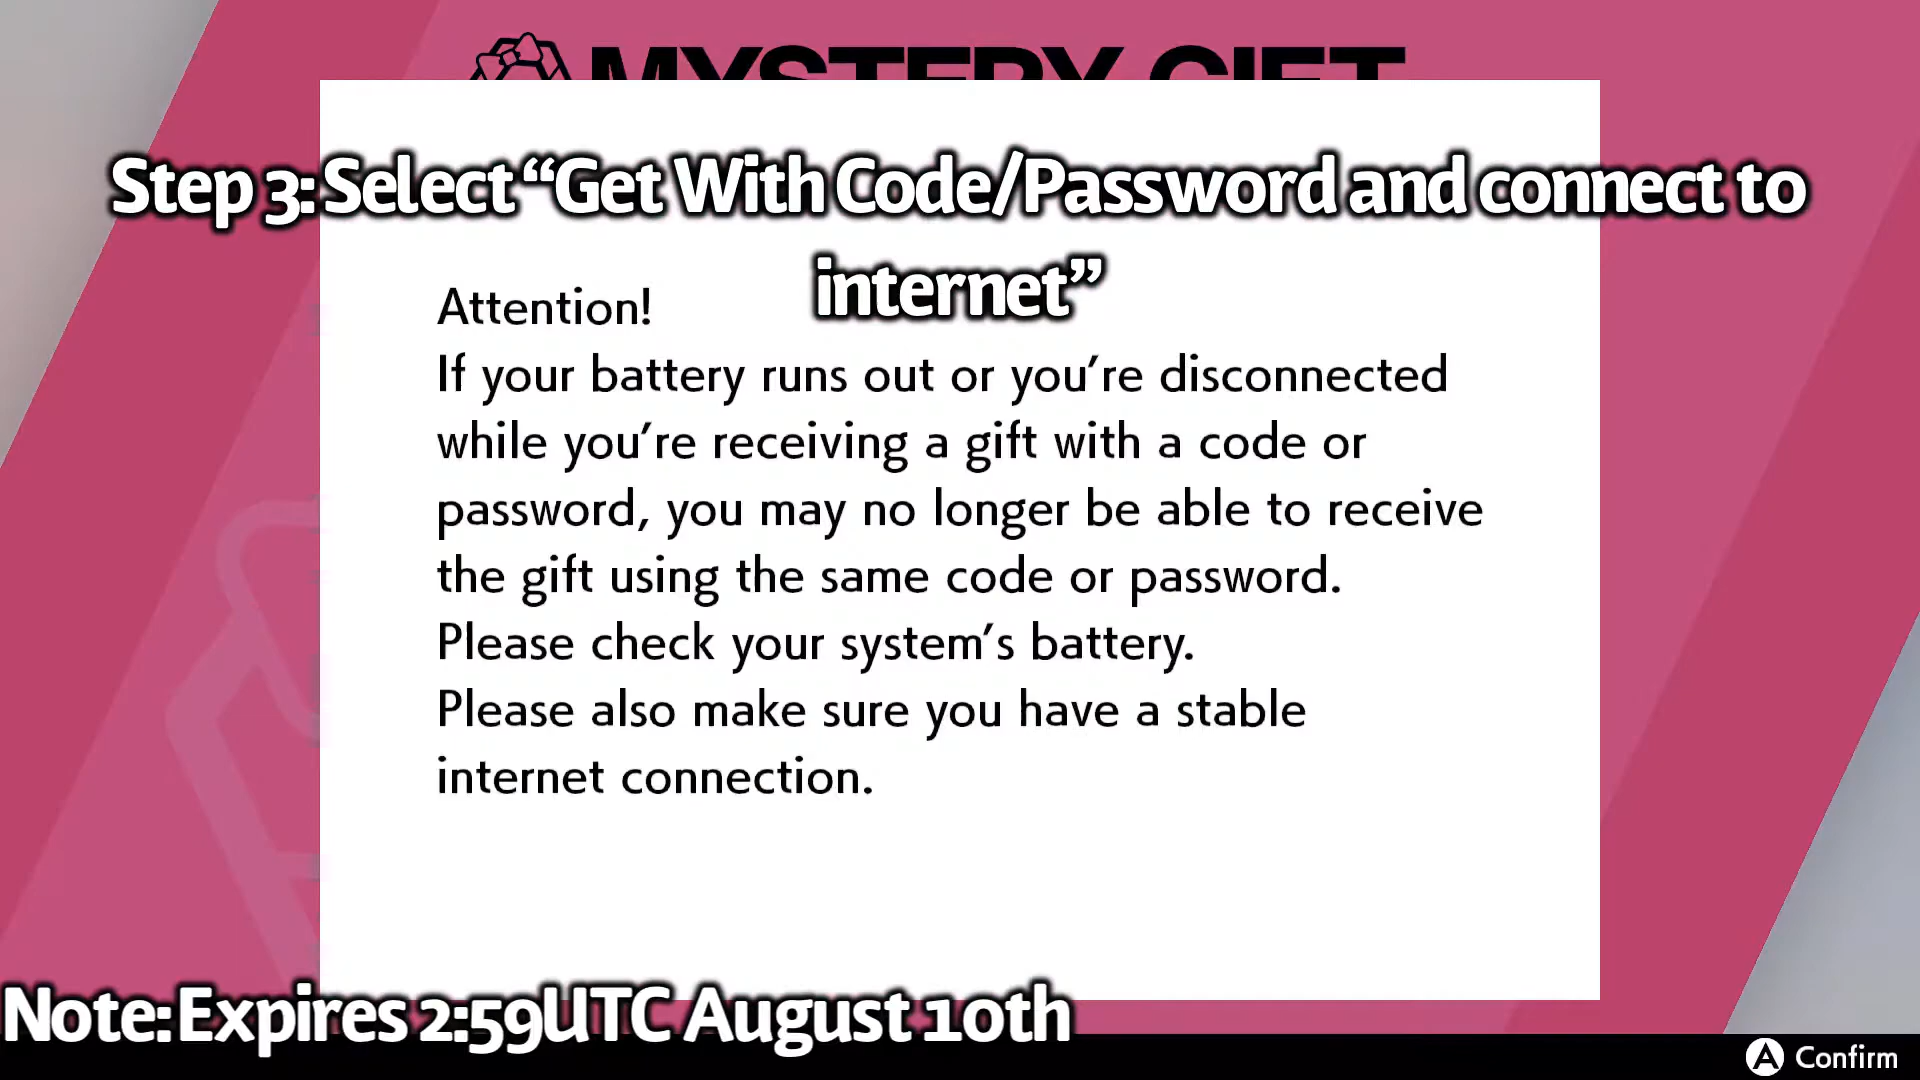 MYSTERY GIFT
Step 3: Select “Get With Code/Password and connect to
internet”
Attention!
If your battery runs out or you’re disconnected
while you’re receiving a gift with a code or
password, you may no longer be able to receive
the gift using the same code or password.
Please check your system’s battery.
Please also make sure you have a stable
internet connection.
Note: Expires 2:59UTC August 10th
A Confirm